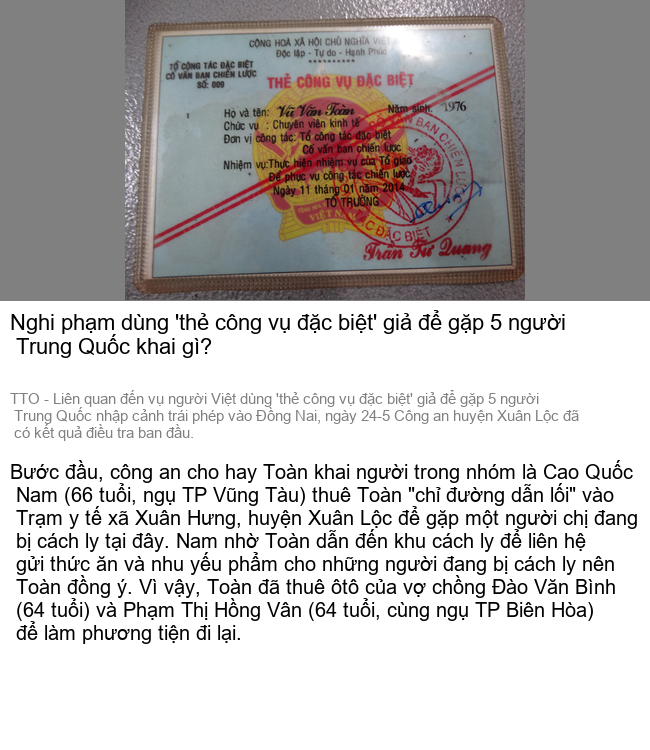 CỘNG HOÀ XÃ HỘI CHỦ NGHĨA VIỆT
Độc lập - Tự do - Hạnh Phúc
TỔ CÔNG TÁC ĐẶC BIỆT
CỐ VẤN BAN CHIẾN LƯỢC
SỐ: 009
THẺ CÔNG VỤ ĐẶC BIỆT
Họ và tên: Vũ Văn Toàn Năm sinh: 1976
Chức vụ : Chuyên viên kinh tế
Đơn vị công tác: Tổ công tác đặc biệt
Cố vấn ban chiến lược
Nhiệm vụ:Thực hiện nhiệm vụ của Tổ giao
Để phục vụ công tác chiến lược
Ngày 11 tháng 01 năm 2014
TỔ TRƯỞNG
VIỆT NAM
CỐ VẤN BAN CHIẾN LƯỢC
ĐẶC BIỆT
Trần Tư Quang
Nghi phạm dùng 'thẻ công vụ đặc biệt' giả để gặp 5 người
Trung Quốc khai gì?
TTO - Liên quan đến vụ người Việt dùng 'thẻ công vụ đặc biệt' giả để gặp 5 người
Trung Quốc nhập cảnh trái phép vào Đồng Nai, ngày 24-5 Công an huyện Xuân Lộc đã
có kết quả điều tra ban đầu.
Bước đầu, công an cho hay Toàn khai người trong nhóm là Cao Quốc
Nam (66 tuổi, ngụ TP Vũng Tàu) thuê Toàn "chỉ đường dẫn lối" vào
Trạm y tế xã Xuân Hưng, huyện Xuân Lộc để gặp một người chị đang
bị cách ly tại đây. Nam nhờ Toàn dẫn đến khu cách ly để liên hệ
gửi thức ăn và nhu yếu phẩm cho những người đang bị cách ly nên
Toàn đồng ý. Vì vậy, Toàn đã thuê ôtô của vợ chồng Đào Văn Bình
(64 tuổi) và Phạm Thị Hồng Vân (64 tuổi, cùng ngụ TP Biên Hòa)
để làm phương tiện đi lại.